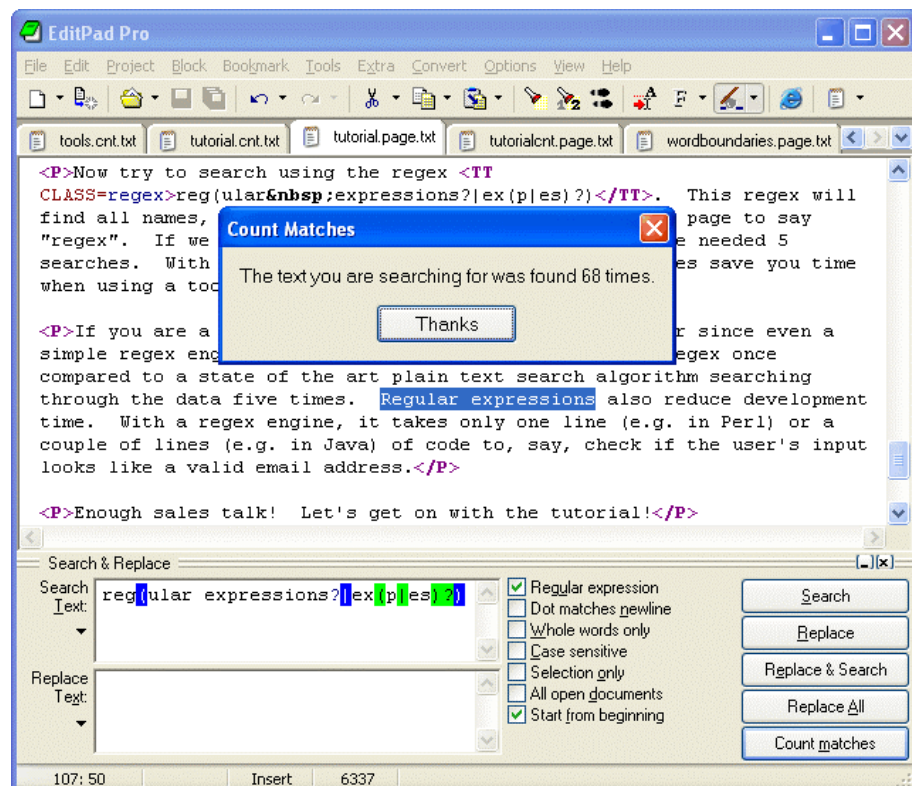 EditPad Pro
File Edit Project Block Bookmark Tools Extra Convert Options View Help
tools.cnt.txt tutorial.cnt.txt tutorial.page.txt tutorialcnt.page.txt wordboundaries.page.txt
<P>Now try to search using the regex <TT
CLASS=regex>reg(ular&nbsp;expressions?|ex(p|es)?)</TT>. This regex will
find all names, page to say
"regex". If we needed 5
searches. With es save you time
when using a
Count Matches
The text you are searching for was found 68 times.
Thanks
<P>If you are a r since even a
simple regex egex once
compared to a state of the art plain text search algorithm searching
through the data five times. Regular expressions also reduce development
time. With a regex engine, it takes only one line (e.g. in Perl) or a
couple of lines (e.g. in Java) of code to, say, check if the user's input
looks like a valid email address.</P>
<P>Enough sales talk! Let's get on with the tutorial!</P>
Search & Replace
Search Text:
reg(ular expressions?|ex(p|es)?)
Replace Text:
Regular expression
Dot matches newline
Whole words only
Case sensitive
Selection only
All open documents
Start from beginning
Search
Replace
Replace & Search
Replace All
Count matches
107: 50 Insert 6337